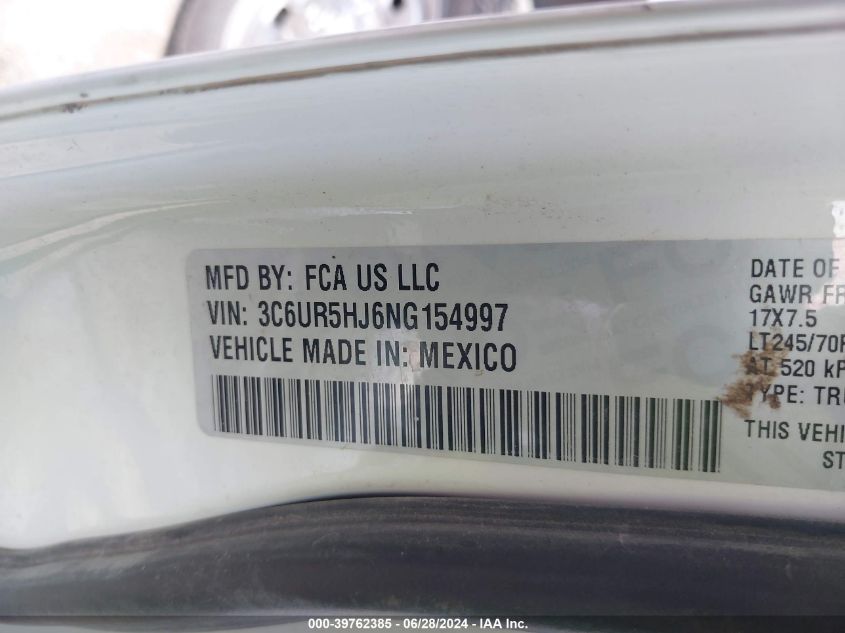 MFD BY: FCA US LLC
VIN: 3C6UR5HJ6NG154997
VEHICLE MADE IN: MEXICO
DATE OF
GAWR FR
17X7.5
LT245/70R
AT 520 kP
TYPE: TR
THIS VEHI
ST
000-39762385 - 06/28/2024 - IAA Inc.